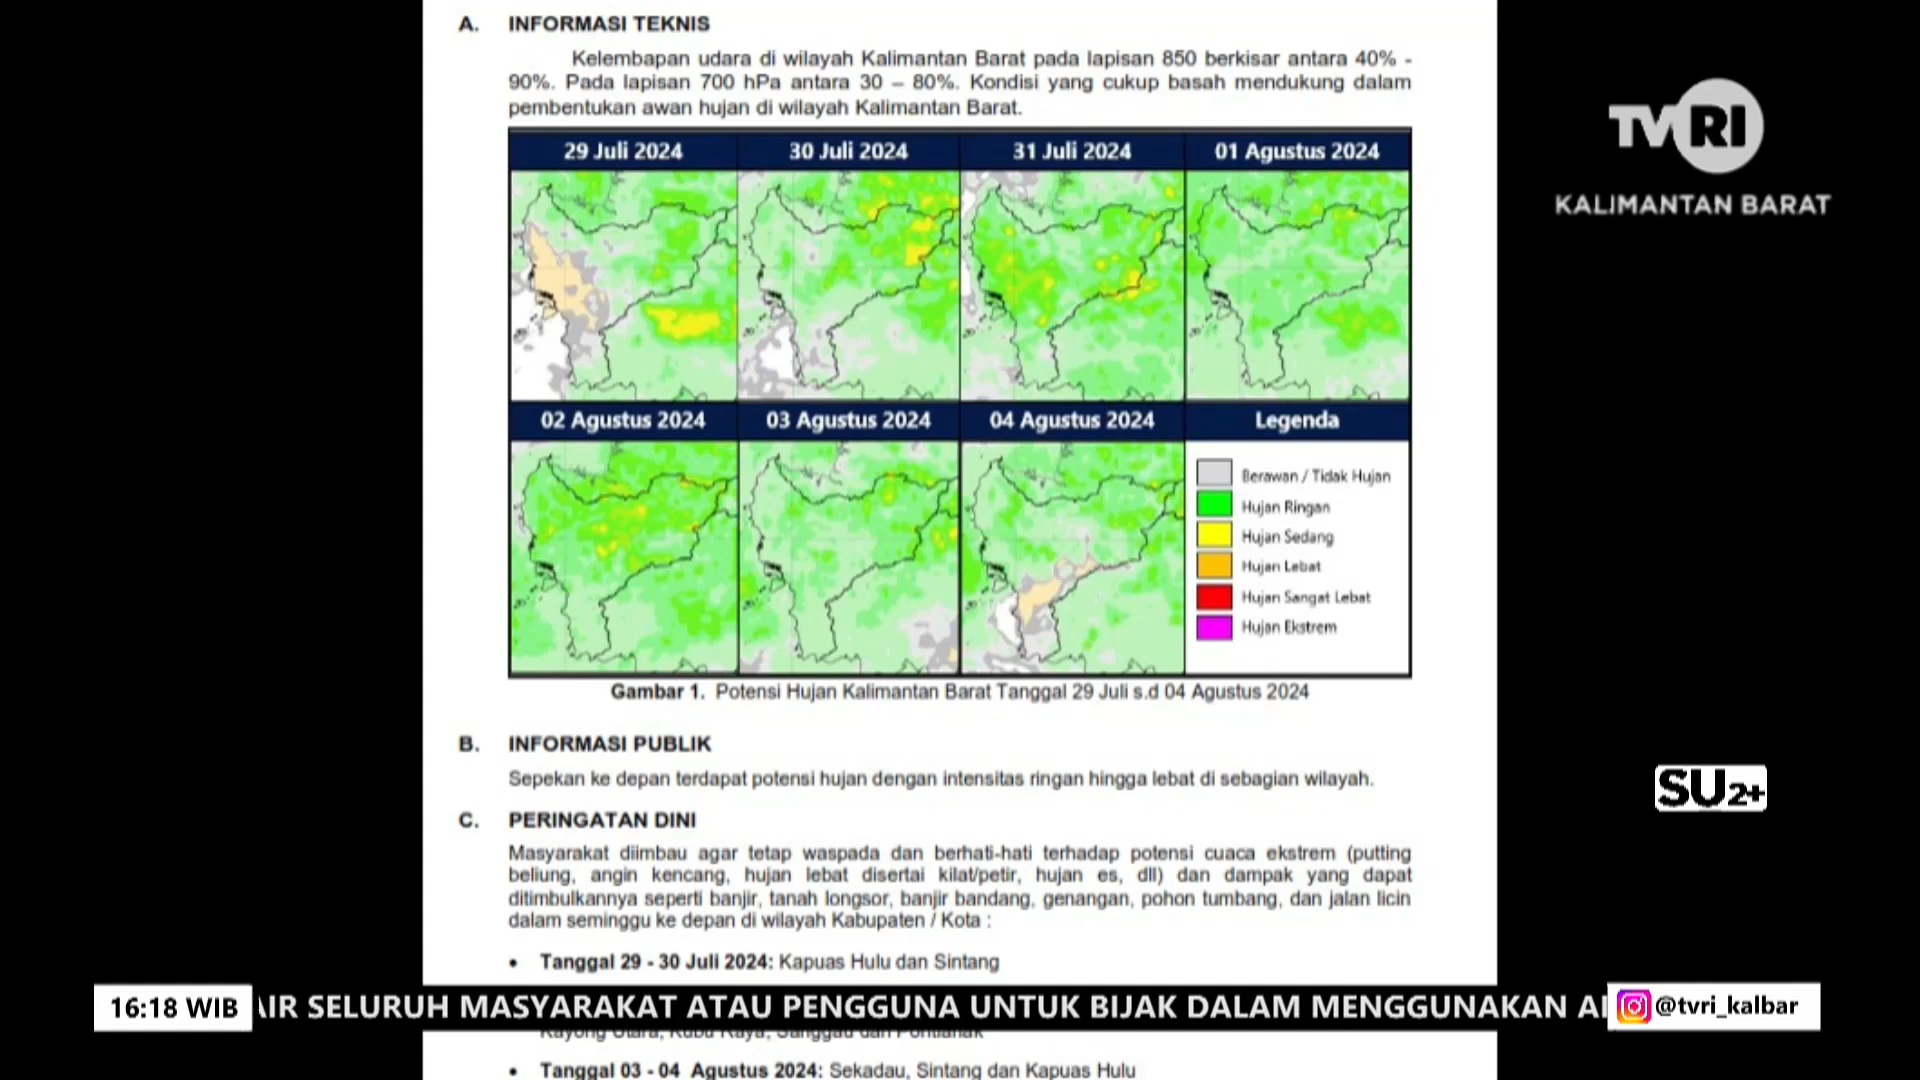 A. INFORMASI TEKNIS
Kelembapan udara di wilayah Kalimantan Barat pada lapisan 850 berkisar antara 40% -
90%. Pada lapisan 700 hPa antara 30 – 80%. Kondisi yang cukup basah mendukung dalam
pembentukan awan hujan di wilayah Kalimantan Barat.
29 Juli 2024 30 Juli 2024 31 Juli 2024 01 Agustus 2024
02 Agustus 2024 03 Agustus 2024 04 Agustus 2024 Legenda
Berawan / Tidak Hujan
Hujan Ringan
Hujan Sedang
Hujan Lebat
Hujan Sangat Lebat
Hujan Ekstrem
Gambar 1. Potensi Hujan Kalimantan Barat Tanggal 29 Juli s.d 04 Agustus 2024
B. INFORMASI PUBLIK
Sepekan ke depan terdapat potensi hujan dengan intensitas ringan hingga lebat di sebagian wilayah.
C. PERINGATAN DINI
Masyarakat diimbau agar tetap waspada dan berhati-hati terhadap potensi cuaca ekstrem (putting
beliung, angin kencang, hujan lebat disertai kilat/petir, hujan es, dll) dan dampak yang dapat
ditimbulkannya seperti banjir, tanah longsor, banjir bandang, genangan, pohon tumbang, dan jalan licin
dalam seminggu ke depan di wilayah Kabupaten / Kota :
• Tanggal 29 - 30 Juli 2024: Kapuas Hulu dan Sintang
Kayong Utara, Kubu Raya, Sanggau dan Pontianak
• Tanggal 03 - 04 Agustus 2024: Sekadau, Sintang dan Kapuas Hulu
TVRI
KALIMANTAN BARAT
SU2+
16:18 WIB
AIR SELURUH MASYARAKAT ATAU PENGGUNA UNTUK BIJAK DALAM MENGGUNAKAN AI
@tvri_kalbar